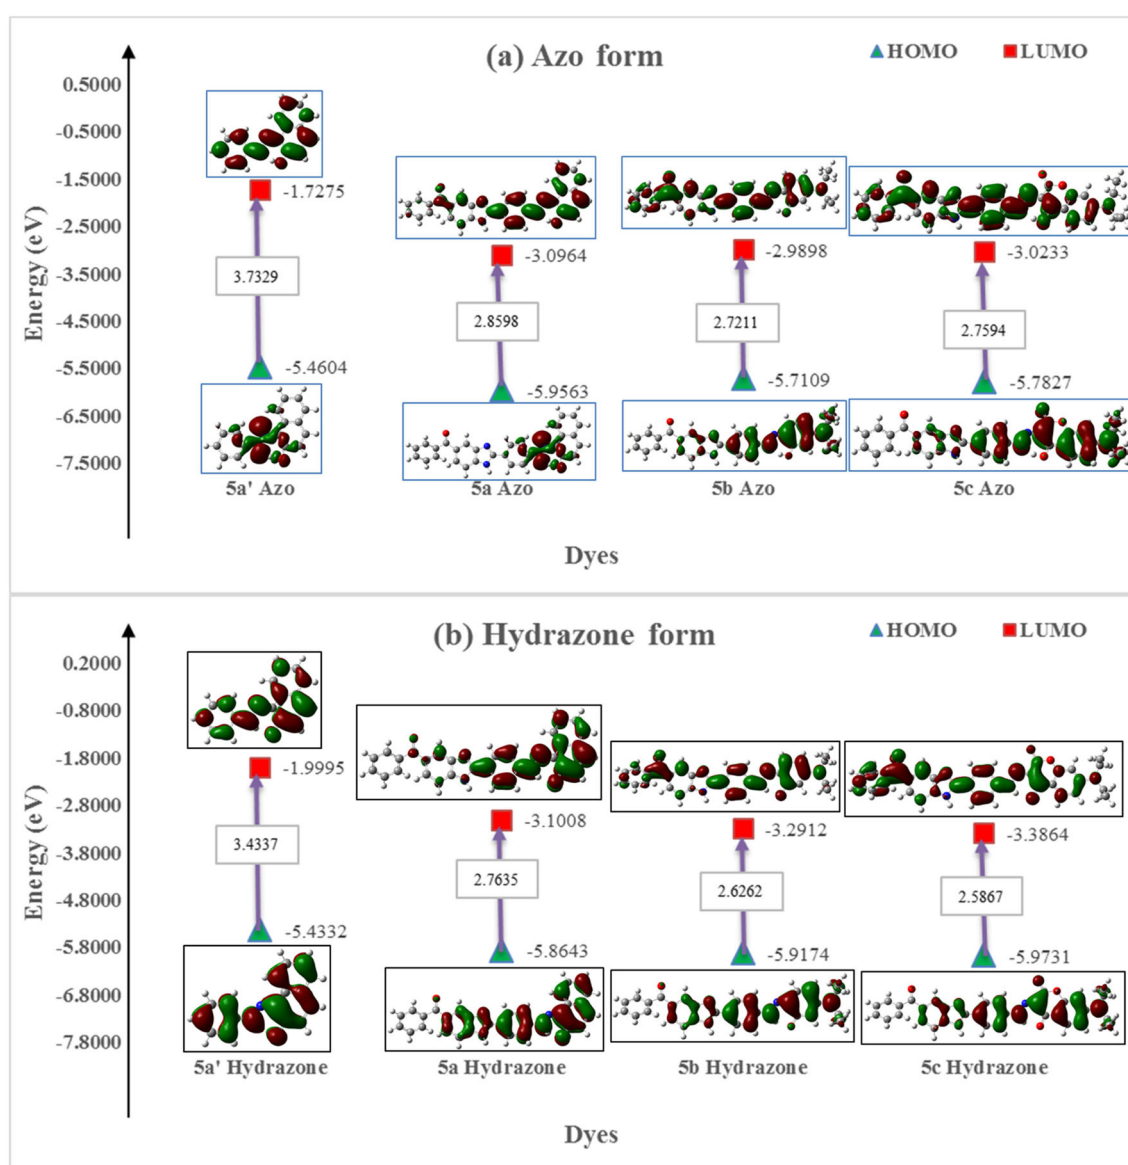 (a) Azo form
HOMO
LUMO
Energy (eV)
0.5000
-0.5000
-1.5000
-2.5000
-3.5000
-4.5000
-5.5000
-6.5000
-7.5000
-1.7275
3.7329
-5.4604
5a' Azo
-3.0964
2.8598
-5.9563
5a Azo
-2.9898
2.7211
-5.7109
5b Azo
-3.0233
2.7594
-5.7827
5c Azo
Dyes
(b) Hydrazone form
HOMO
LUMO
Energy (eV)
0.2000
-0.8000
-1.8000
-2.8000
-3.8000
-4.8000
-5.8000
-6.8000
-7.8000
-1.9995
3.4337
-5.4332
5a' Hydrazone
-3.1008
2.7635
-5.8643
5a Hydrazone
-3.2912
2.6262
-5.9174
5b Hydrazone
-3.3864
2.5867
-5.9731
5c Hydrazone
Dyes